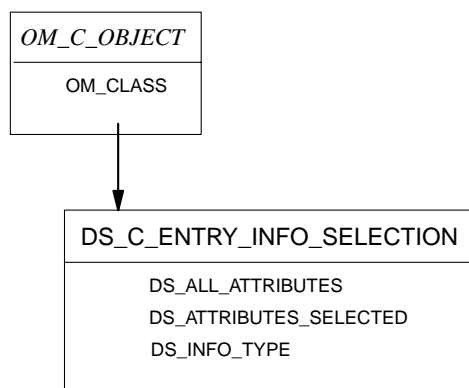 OM_C_OBJECT
OM_CLASS
DS_C_ENTRY_INFO_SELECTION
DS_ALL_ATTRIBUTES
DS_ATTRIBUTES_SELECTED
DS_INFO_TYPE